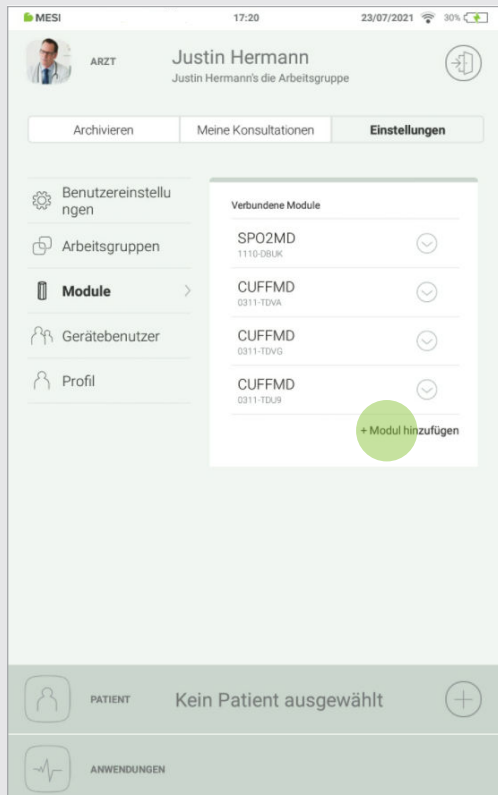 MESI 17:20 23/07/2021 30%
ARZT
Justin Hermann
Justin Hermann's die Arbeitsgruppe
Archivieren Meine Konsultationen Einstellungen
Benutzereinstellu
ngen
Arbeitsgruppen
Module
Gerätebenutzer
Profil
Verbundene Module
SPO2MD
1110-DBUK
CUFFMD
0311-TDVA
CUFFMD
0311-TDVG
CUFFMD
0311-TDU9
+ Modul hinzufügen
PATIENT Kein Patient ausgewählt
ANWENDUNGEN